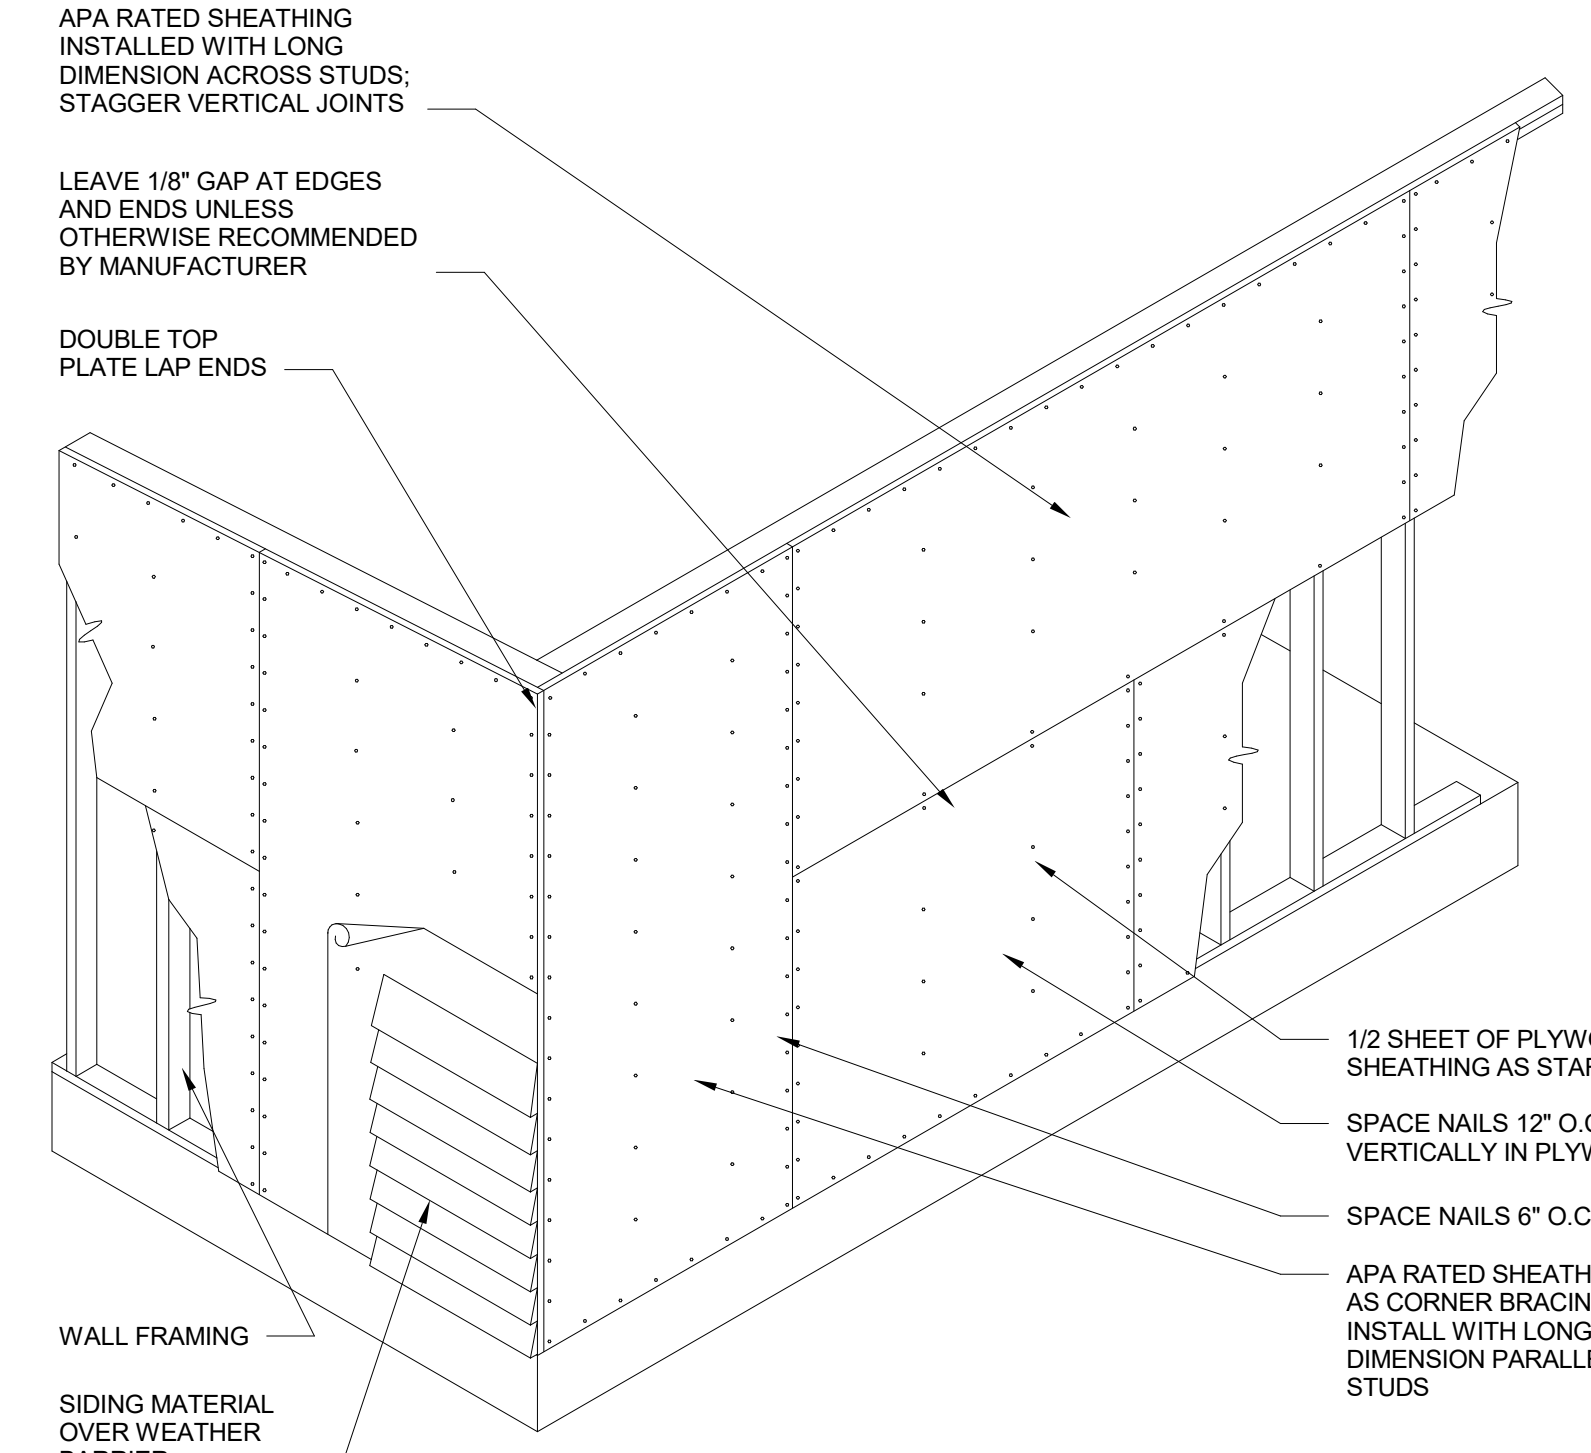 APA RATED SHEATHING
INSTALLED WITH LONG
DIMENSION ACROSS STUDS;
STAGGER VERTICAL JOINTS
LEAVE 1/8" GAP AT EDGES
AND ENDS UNLESS
OTHERWISE RECOMMENDED
BY MANUFACTURER
DOUBLE TOP
PLATE LAP ENDS
WALL FRAMING
SIDING MATERIAL
OVER WEATHER
BARRIER
1/2 SHEET OF
SHEATHING AS
SPACE NAILS 12"
VERTICALLY IN
SPACE NAILS 6" O.C
APA RATED
AS CORNER
INSTALL WITH LONG
DIMENSION
STUDS